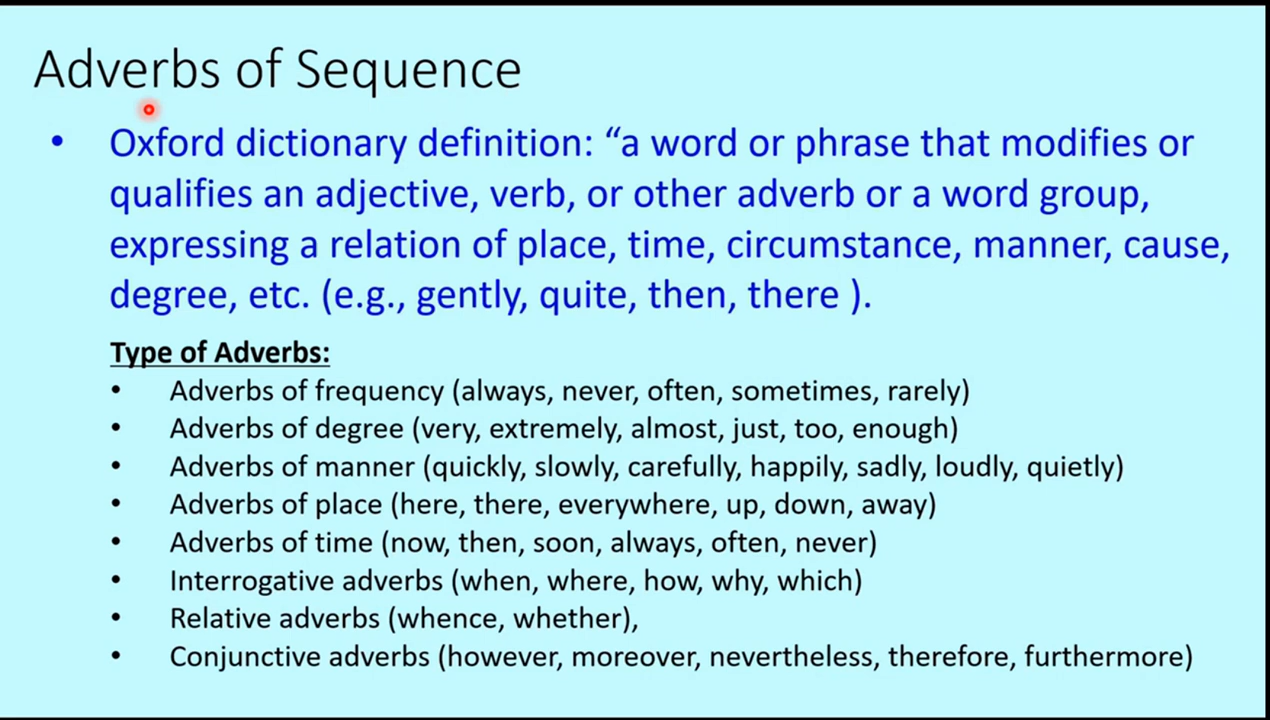 Adverbs of Sequence
• Oxford dictionary definition: “a word or phrase that modifies or
qualifies an adjective, verb, or other adverb or a word group,
expressing a relation of place, time, circumstance, manner, cause,
degree, etc. (e.g., gently, quite, then, there ).
Type of Adverbs:
• Adverbs of frequency (always, never, often, sometimes, rarely)
• Adverbs of degree (very, extremely, almost, just, too, enough)
• Adverbs of manner (quickly, slowly, carefully, happily, sadly, loudly, quietly)
• Adverbs of place (here, there, everywhere, up, down, away)
• Adverbs of time (now, then, soon, always, often, never)
• Interrogative adverbs (when, where, how, why, which)
• Relative adverbs (whence, whether),
• Conjunctive adverbs (however, moreover, nevertheless, therefore, furthermore)